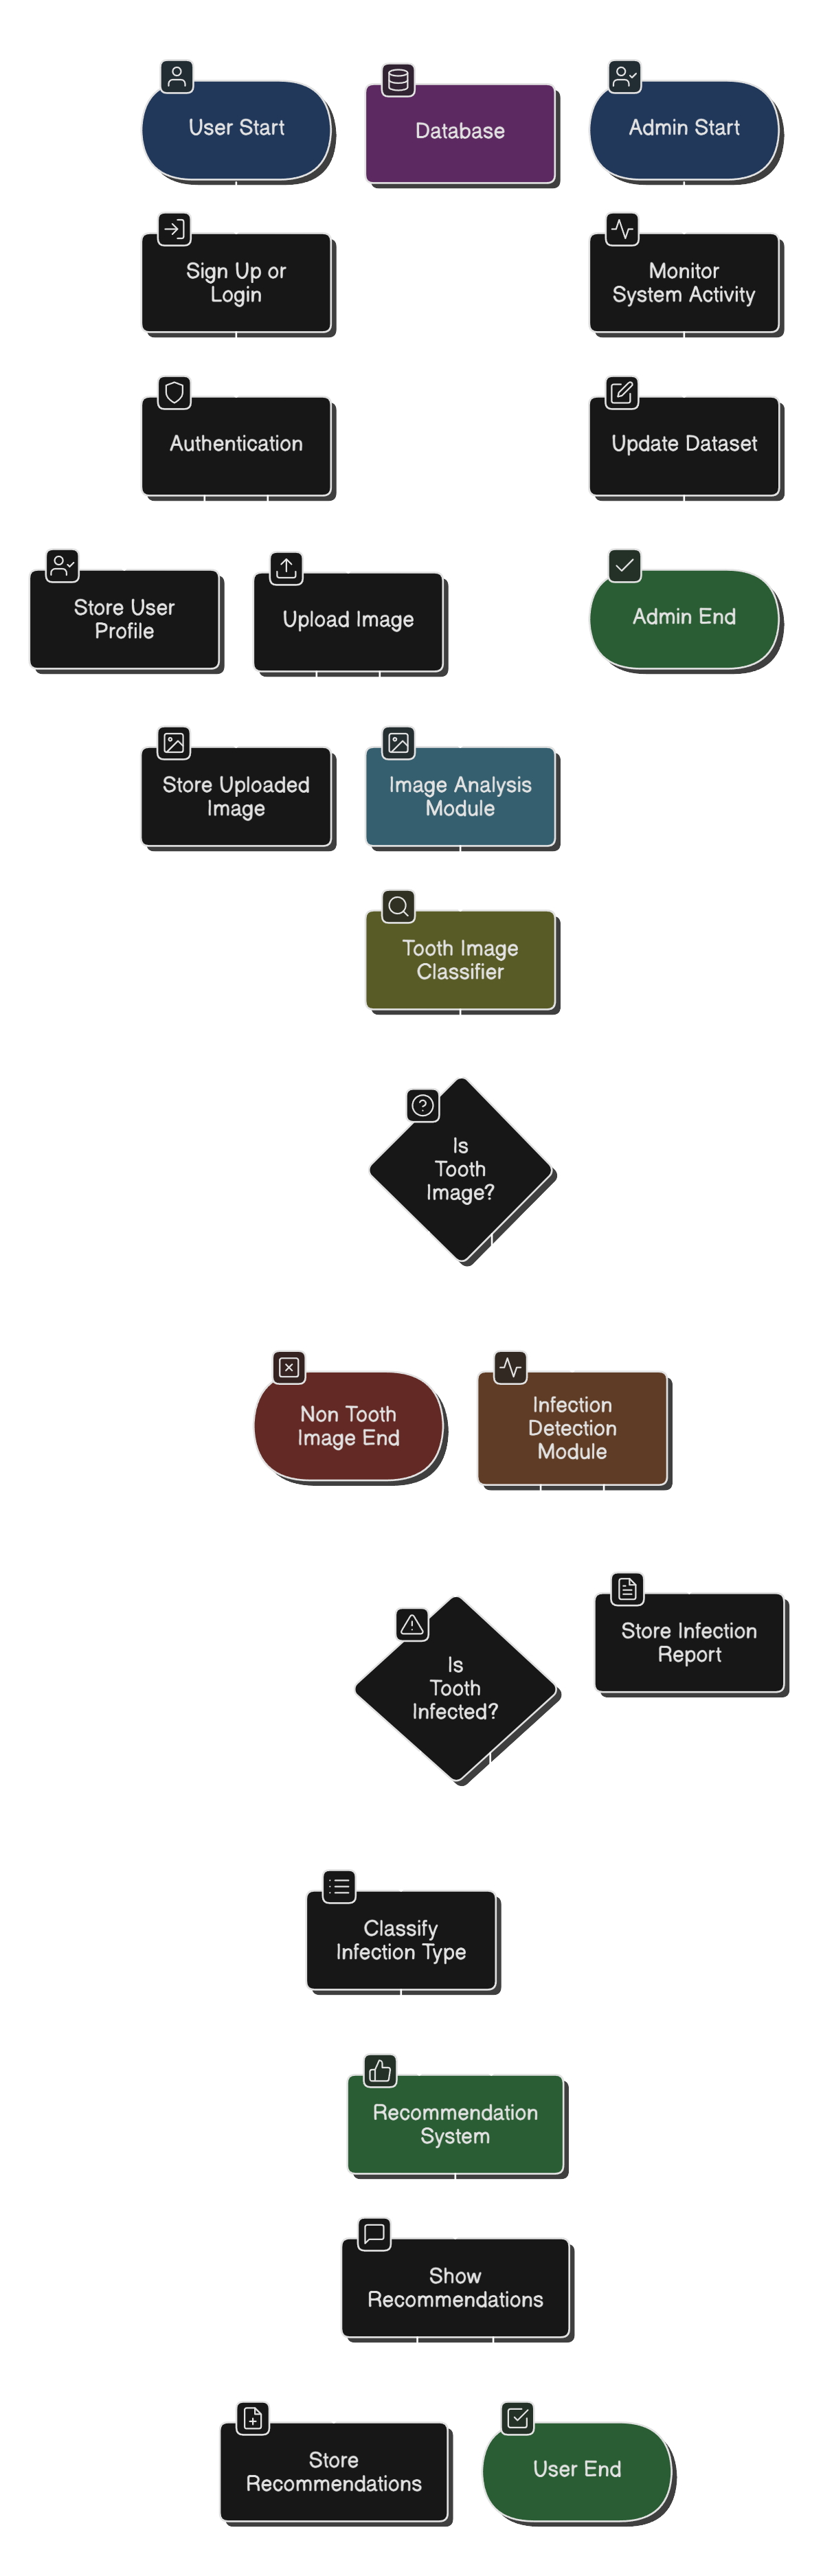 User Start
Database
Admin Start
Sign Up or
Login
Monitor
System Activity
Authentication
Update Dataset
Store User
Profile
Upload Image
Admin End
Store Uploaded
Image
Image Analysis
Module
Tooth Image
Classifier
Is
Tooth
Image?
Non Tooth
Image End
Infection
Detection
Module
Is
Tooth
Infected?
Store Infection
Report
Classify
Infection Type
Recommendation
System
Show
Recommendations
Store
Recommendations
User End